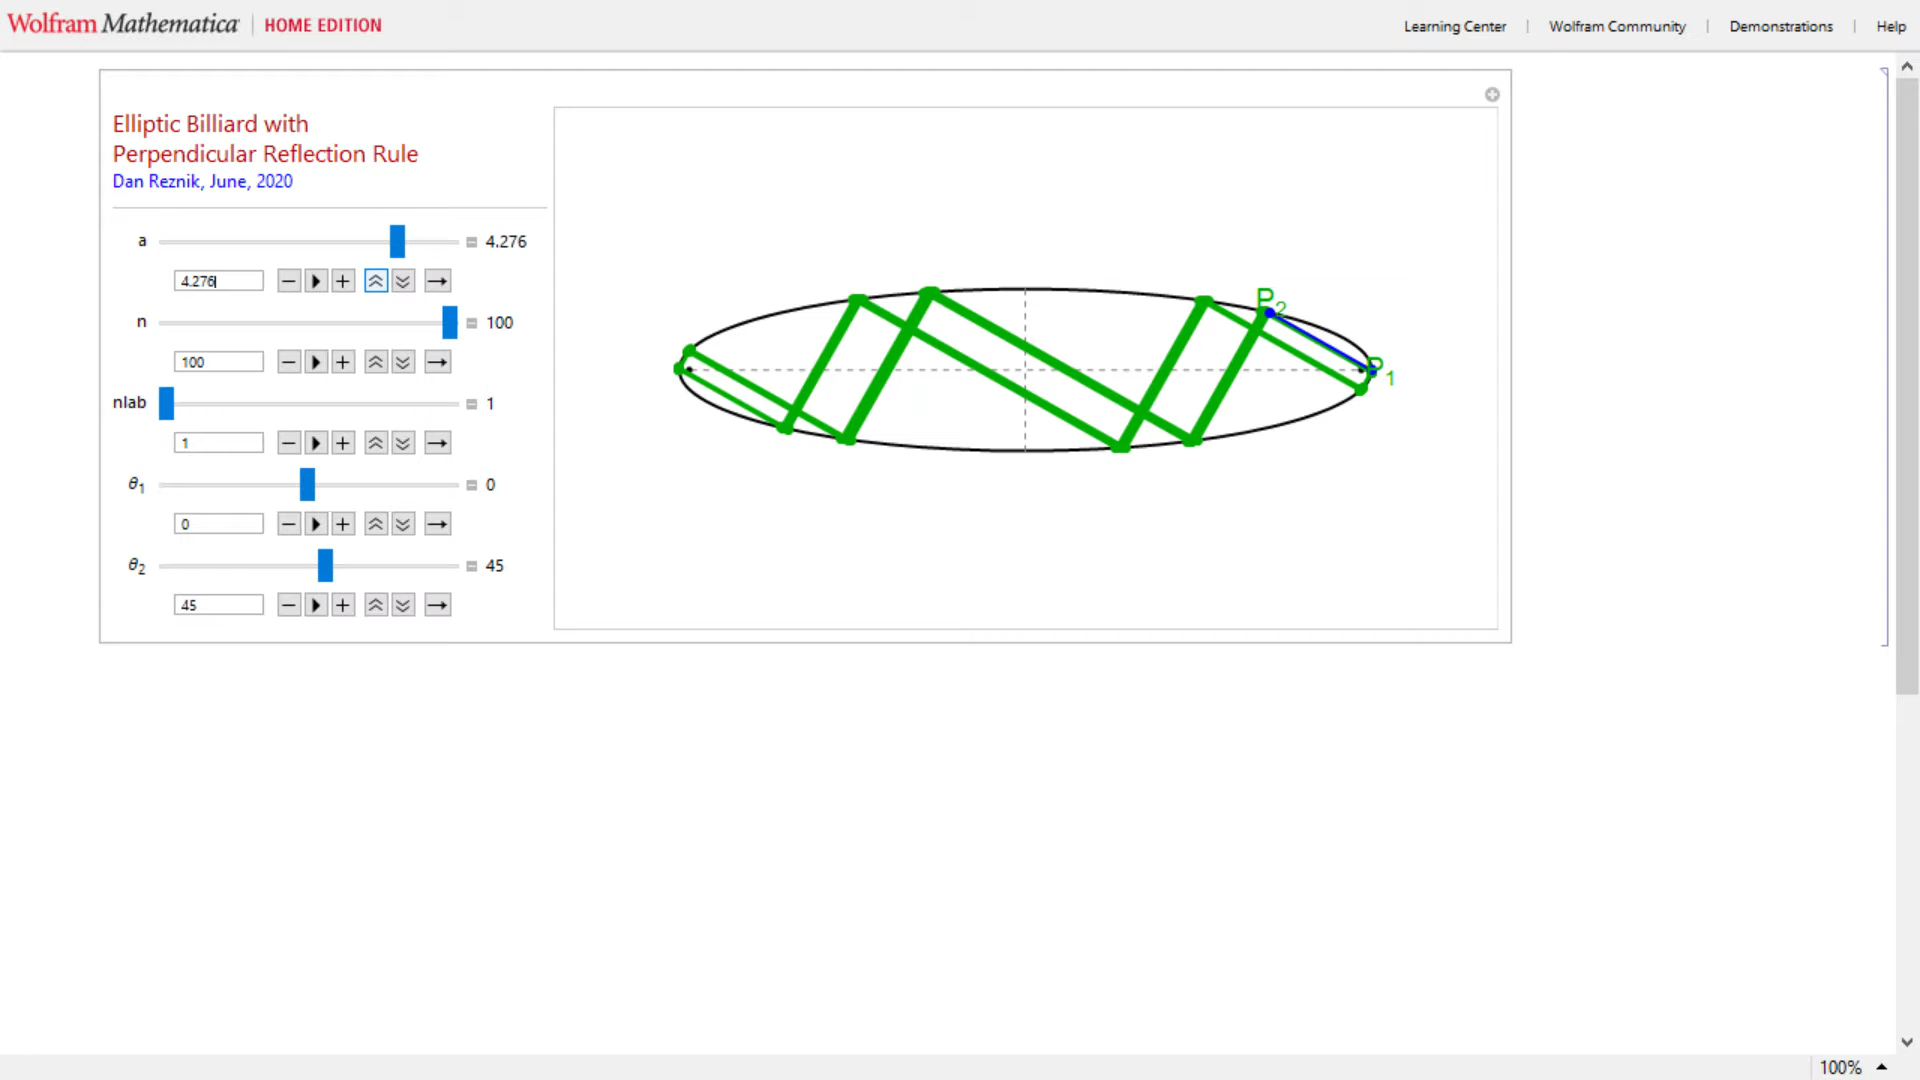 Wolfram Mathematica | HOME EDITION
Learning Center | Wolfram Community | Demonstrations | Help
Elliptic Billiard with
Perpendicular Reflection Rule
Dan Reznik, June, 2020
a 4.276
4.276
n 100
100
nlab 1
1
θ1 0
0
θ2 45
45
P2
P1
100%